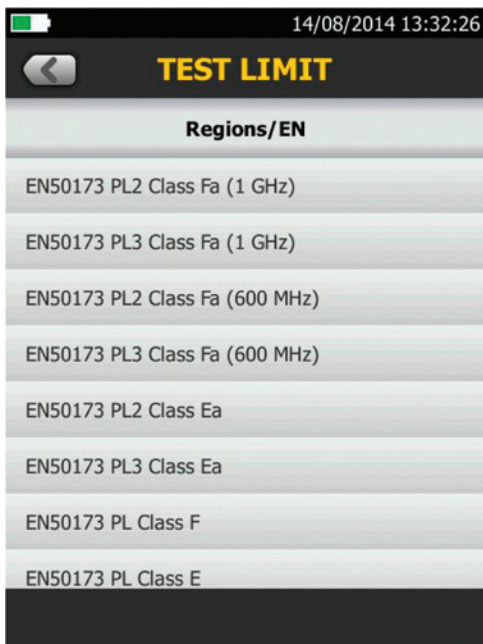 14/08/2014 13:32:26
TEST LIMIT
Regions/EN
EN50173 PL2 Class Fa (1 GHz)
EN50173 PL3 Class Fa (1 GHz)
EN50173 PL2 Class Fa (600 MHz)
EN50173 PL3 Class Fa (600 MHz)
EN50173 PL2 Class Ea
EN50173 PL3 Class Ea
EN50173 PL Class F
EN50173 PL Class E